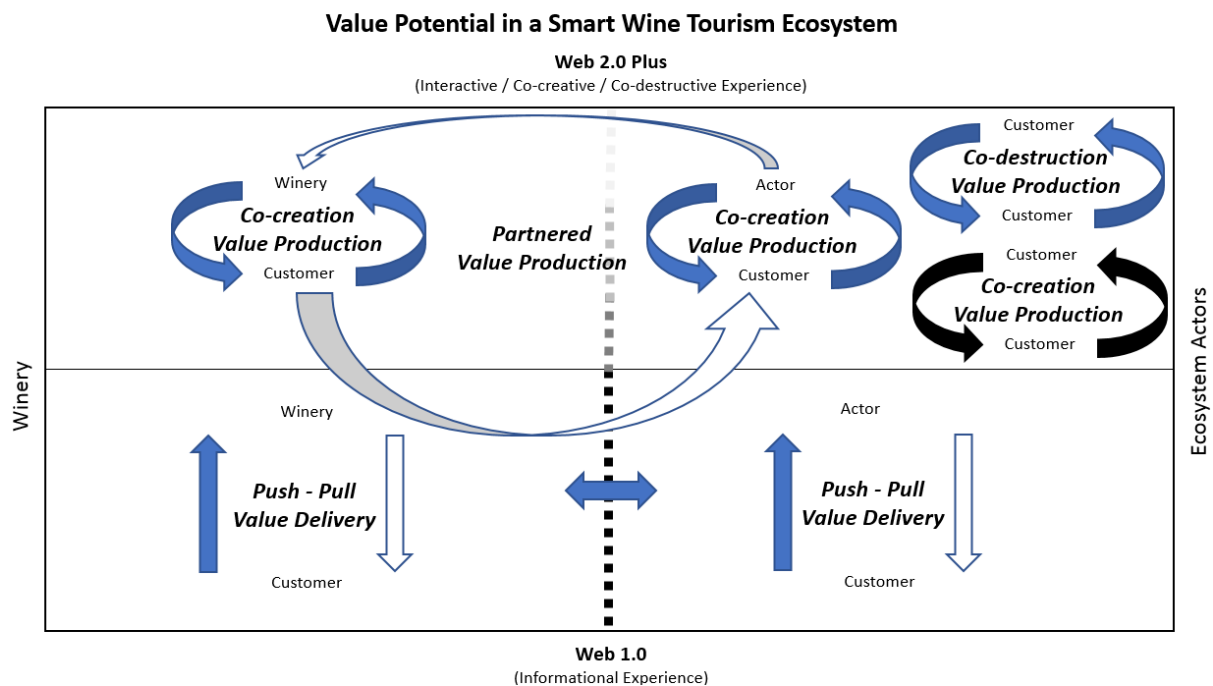 Value Potential in a Smart Wine Tourism Ecosystem
Web 2.0 Plus
(Interactive / Co-creative / Co-destructive Experience)
Winery
Winery
Co-creation
Value Production
Customer
Partnered
Value Production
Actor
Co-creation
Value Production
Customer
Customer
Co-destruction
Value Production
Customer
Customer
Co-creation
Value Production
Customer
Ecosystem Actors
Winery
Push - Pull
Value Delivery
Customer
Actor
Push - Pull
Value Delivery
Customer
Web 1.0
(Informational Experience)